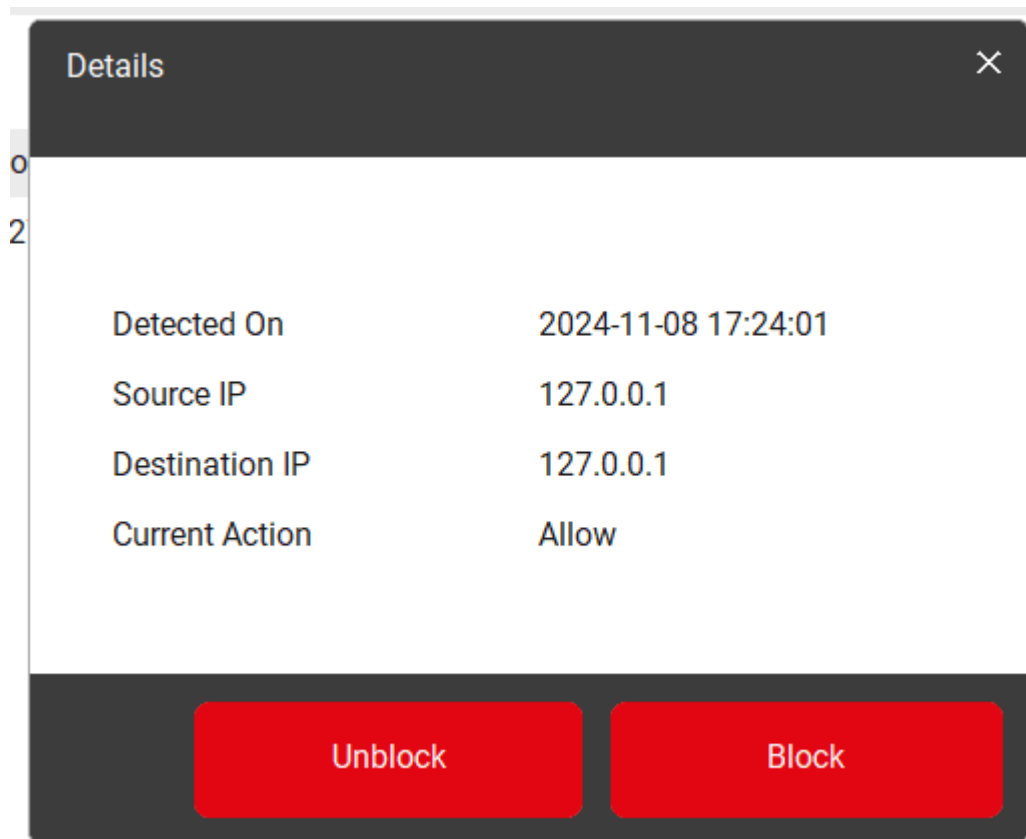 Details
Detected On 2024-11-08 17:24:01
Source IP 127.0.0.1
Destination IP 127.0.0.1
Current Action Allow
Unblock Block